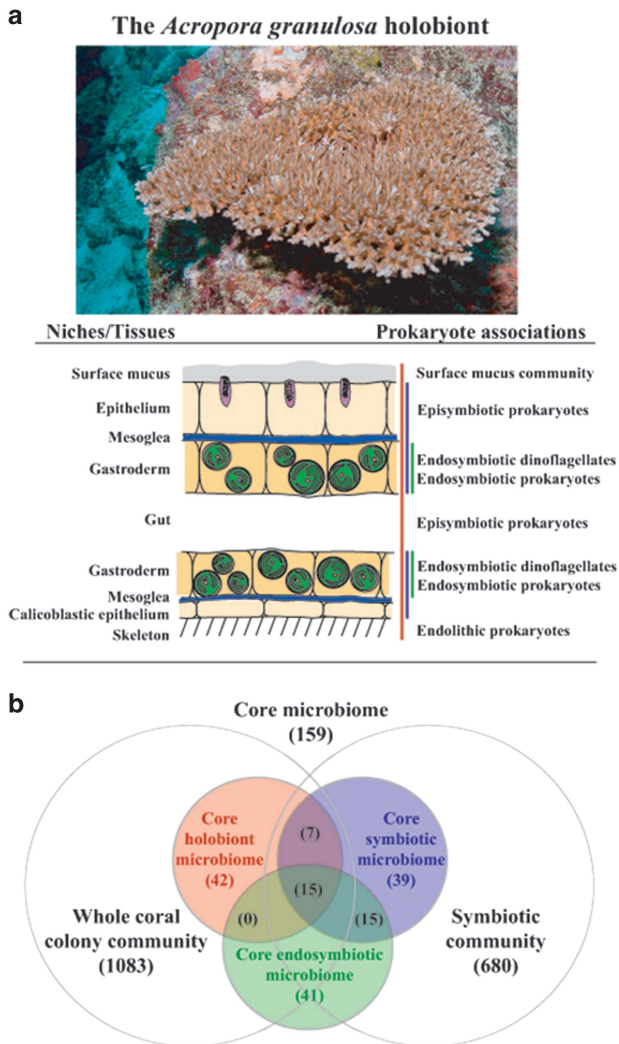 a
The Acropora granulosa holobiont
Niches/Tissues
Prokaryote associations
Surface mucus
Surface mucus community
Epithelium
Episymbiotic prokaryotes
Mesoglea
Gastroderm
Endosymbiotic dinoflagellates
Endosymbiotic prokaryotes
Gut
Episymbiotic prokaryotes
Gastroderm
Endosymbiotic dinoflagellates
Endosymbiotic prokaryotes
Mesoglea
Calicoblastic epithelium
Skeleton
Endolithic prokaryotes
b
Core microbiome
(159)
Core
holobiont
microbiome
(42)
(7)
Core
symbiotic
microbiome
(39)
(15)
(0)
(15)
Whole coral
colony community
(1083)
Symbiotic
community
(680)
Core endosymbiotic
microbiome
(41)